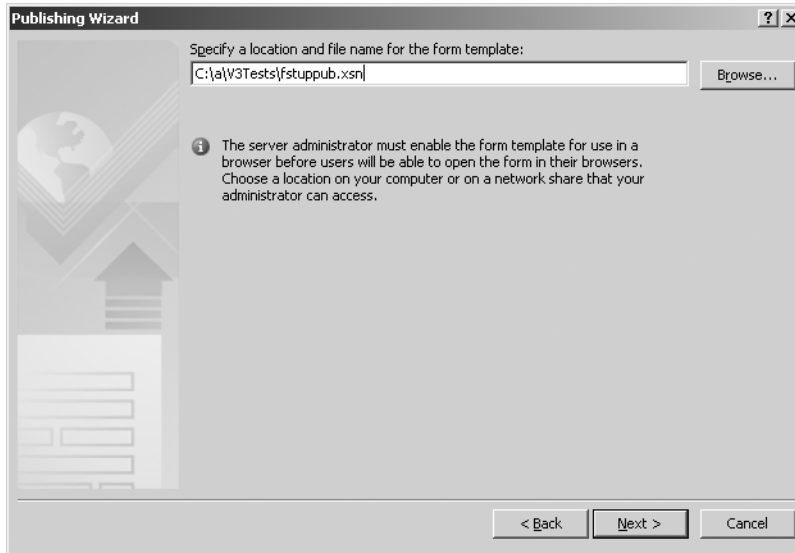 Publishing Wizard
Specify a location and file name for the form template:
C:\a\V3Tests\fstuppub.xsn
Browse...
The server administrator must enable the form template for use in a
browser before users will be able to open the form in their browsers.
Choose a location on your computer or on a network share that your
administrator can access.
< Back
Next >
Cancel